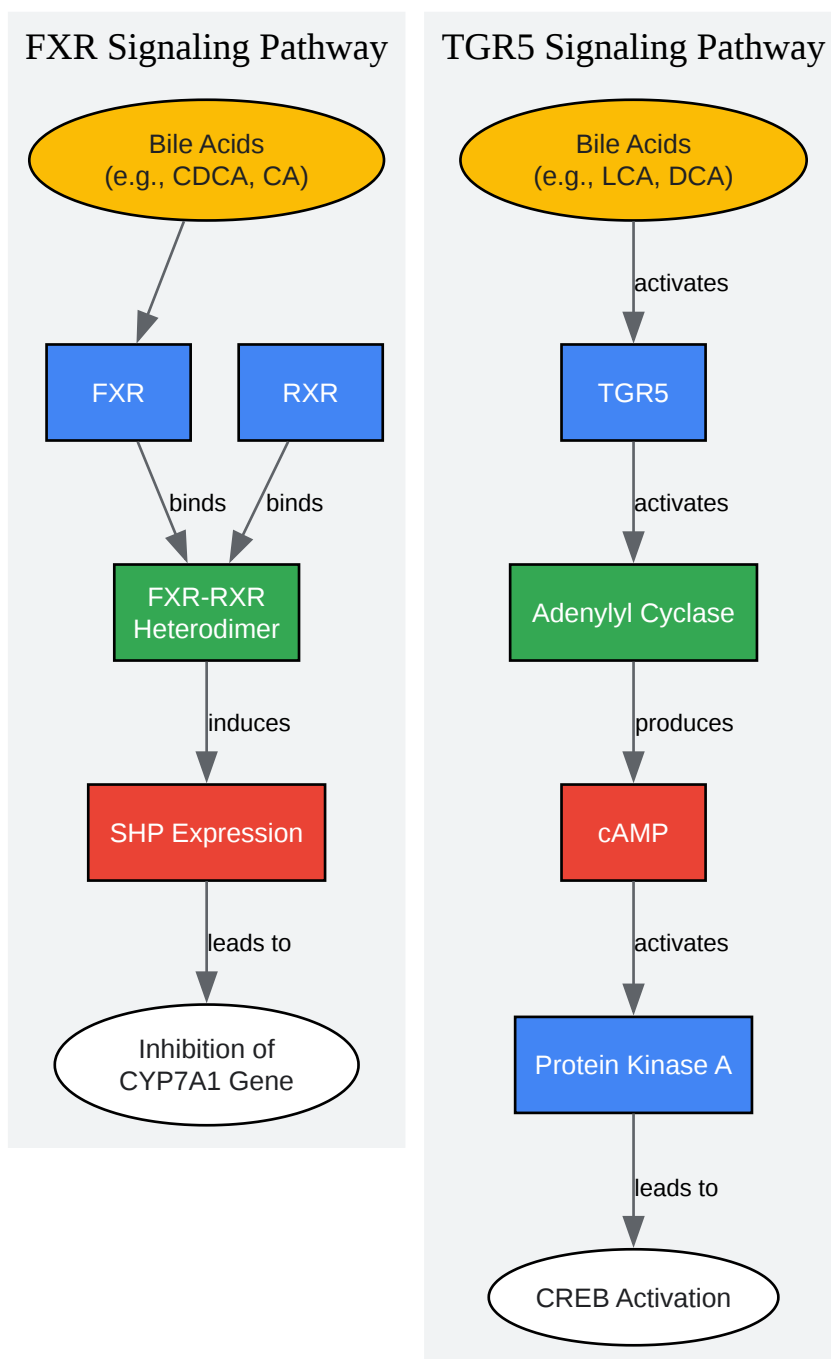 FXR Signaling Pathway
Bile Acids
(e.g., CDCA, CA)
FXR
RXR
binds
binds
FXR-RXR
Heterodimer
induces
SHP Expression
leads to
Inhibition of
CYP7A1 Gene
TGR5 Signaling Pathway
Bile Acids
(e.g., LCA, DCA)
activates
TGR5
activates
Adenylyl Cyclase
produces
cAMP
activates
Protein Kinase A
leads to
CREB Activation